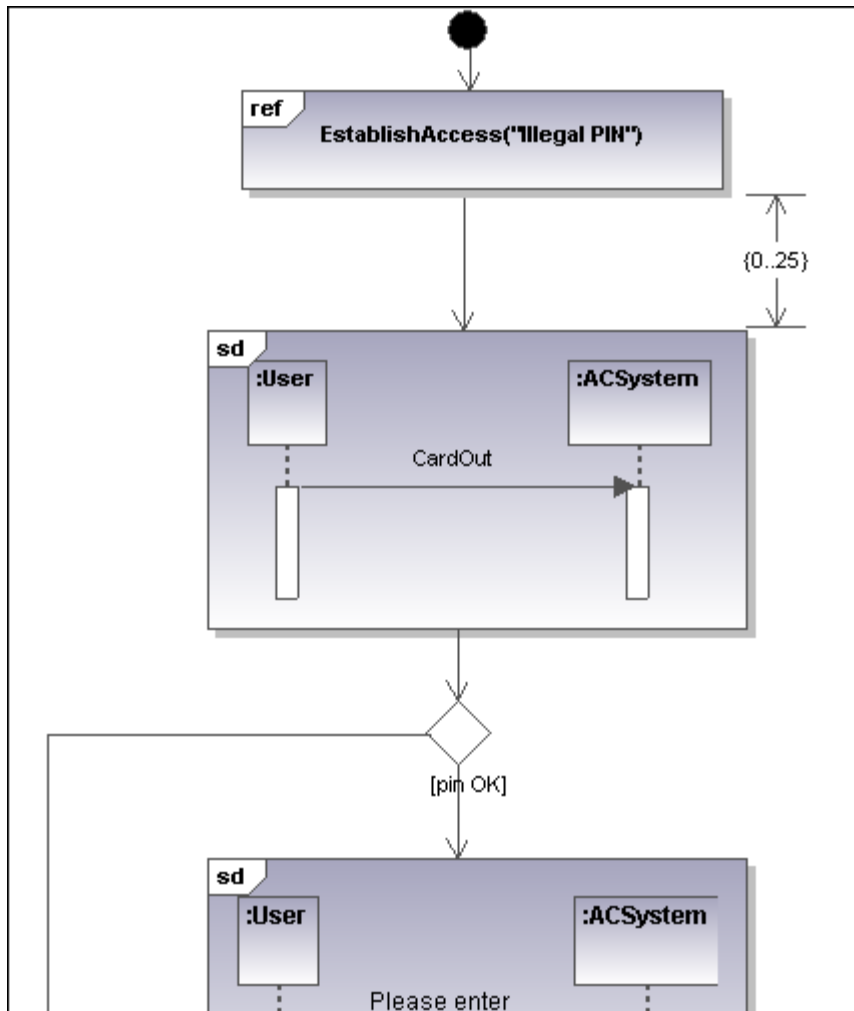 ref
EstablishAccess("Illegal PIN")
{0..25}
sd
:User
:ACSystem
CardOut
[pin OK]
sd
:User
:ACSystem
Please enter